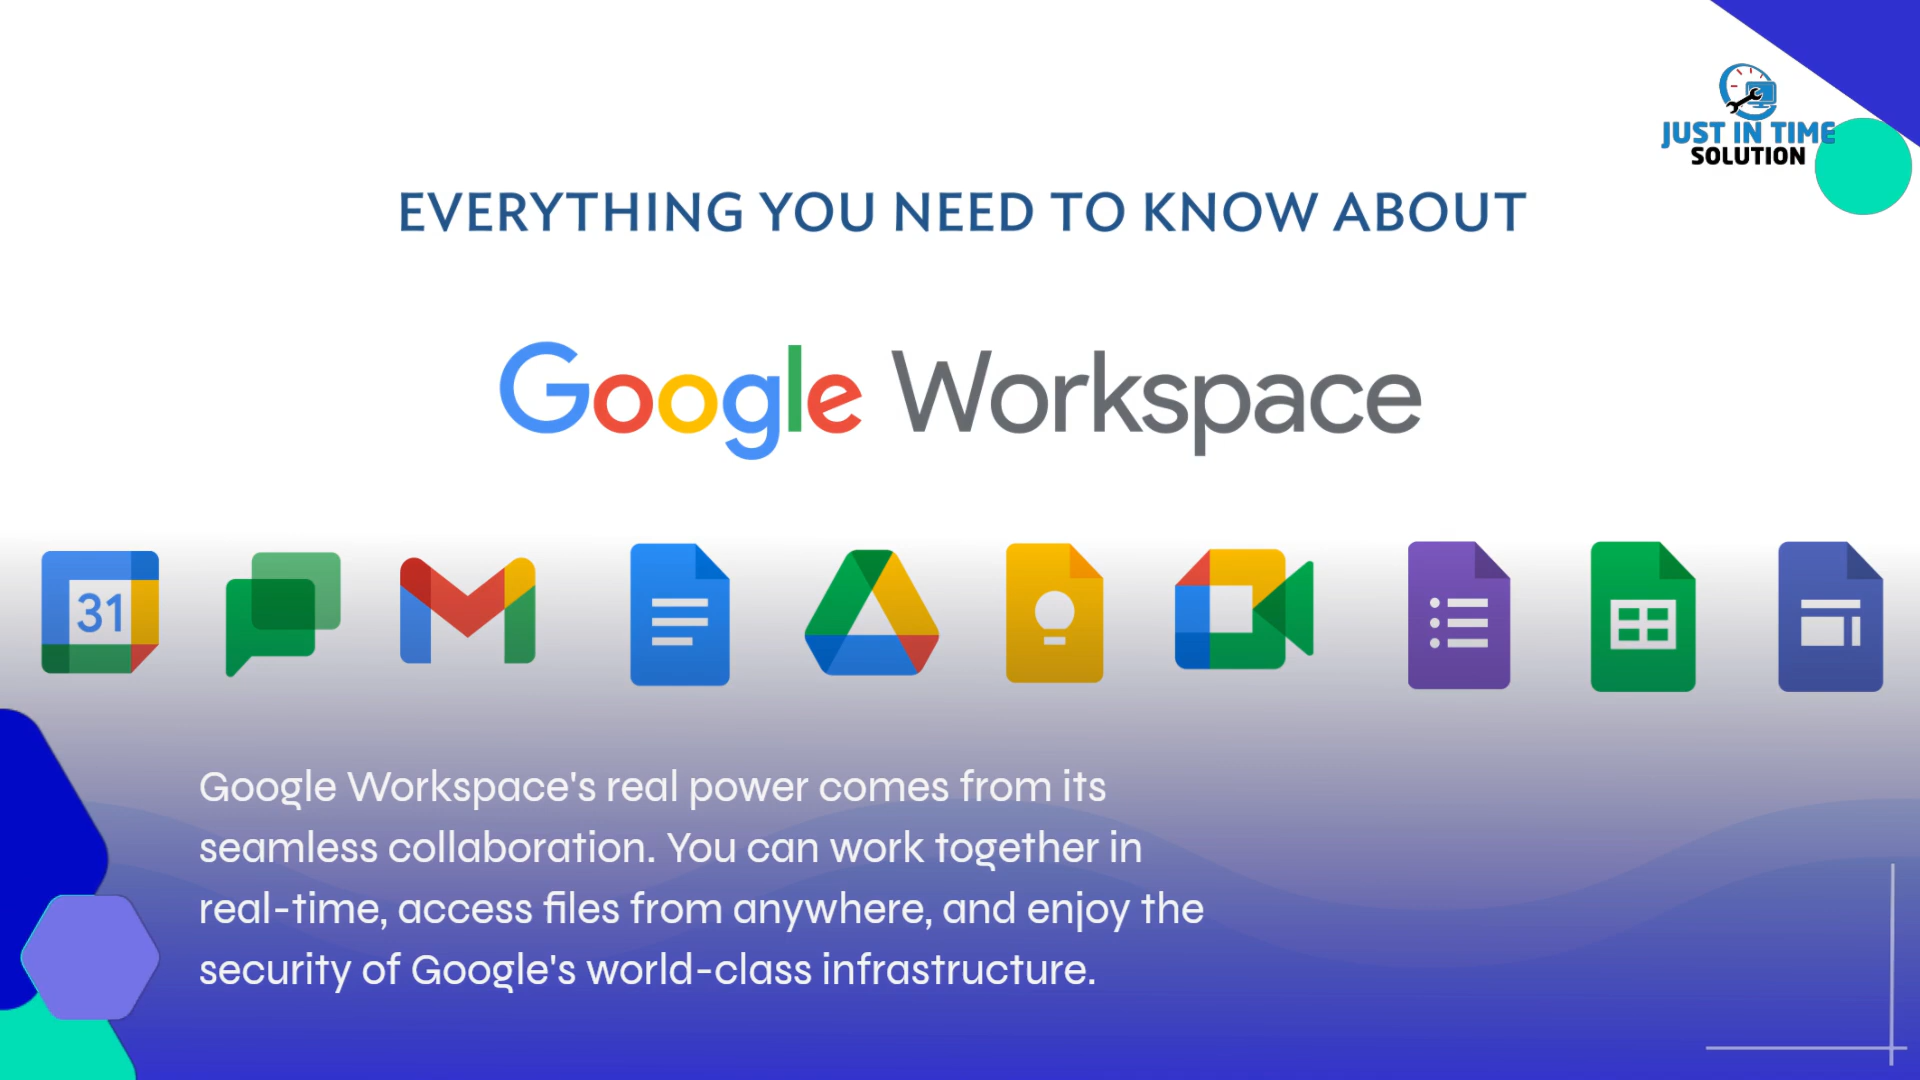 JUST IN TIME
SOLUTION
EVERYTHING YOU NEED TO KNOW ABOUT
Google Workspace
31
Google Workspace's real power comes from its
seamless collaboration. You can work together in
real-time, access files from anywhere, and enjoy the
security of Google's world-class infrastructure.